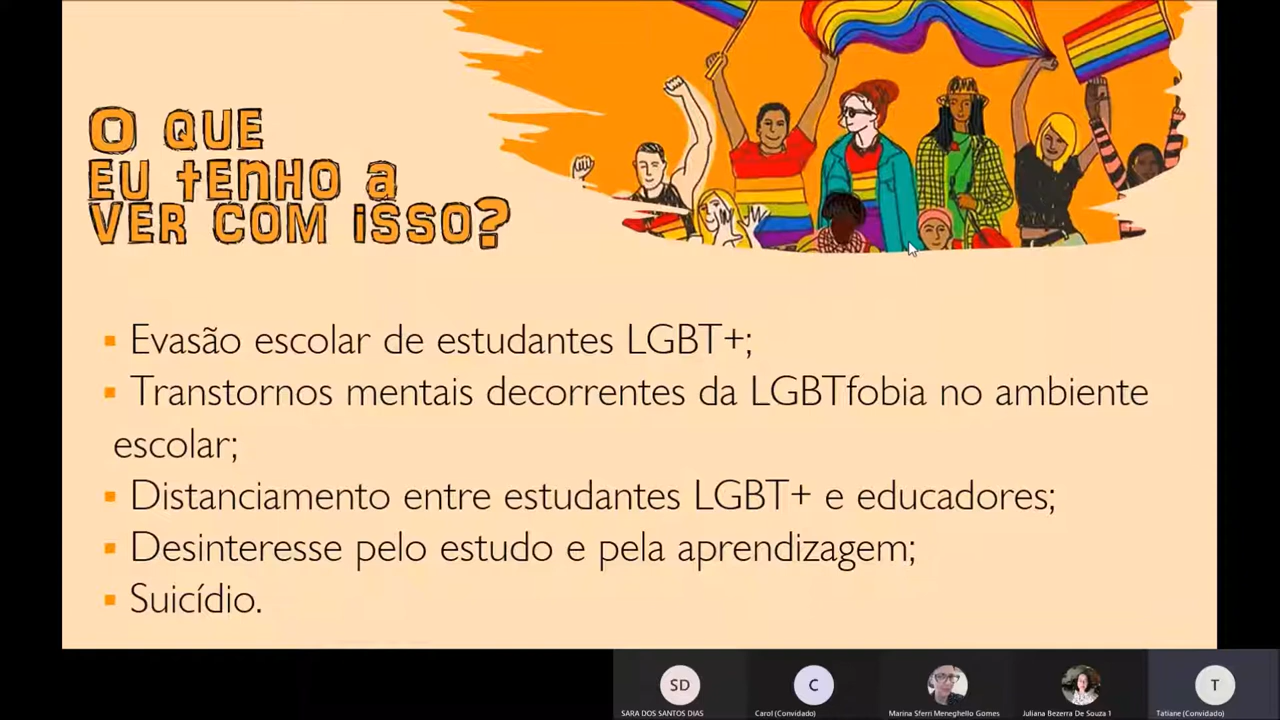 O QUE
EU tENHO a
VER COM iSSO?
▪ Evasão escolar de estudantes LGBT+;
▪ Transtornos mentais decorrentes da LGBTfobia no ambiente
escolar;
▪ Distanciamento entre estudantes LGBT+ e educadores;
▪ Desinteresse pelo estudo e pela aprendizagem;
▪ Suicídio.
SD
C
T
SARA DOS SANTOS DIAS
Carol (Convidado)
Marina Sferri Meneghello Gomes
Juliana Bezerra De Souza 1
Tatiane (Convidado)